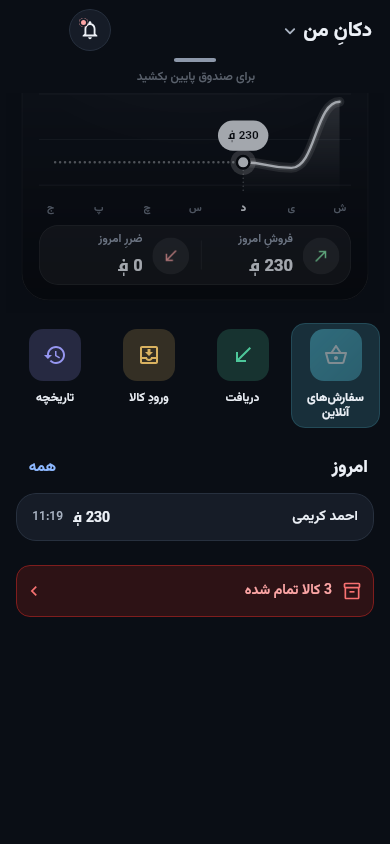 دکانِ من
برای صندوق پایین بکشید
230 ؋
ش ی د س چ پ ج
فروشِ امروز
230 ؋
ضررِ امروز
0 ؋
سفارش‌های آنلاین
دریافت
ورودِ کالا
تاریخچه
امروز
همه
احمد کریمی
230 ؋
11:19
3 کالا تمام شده